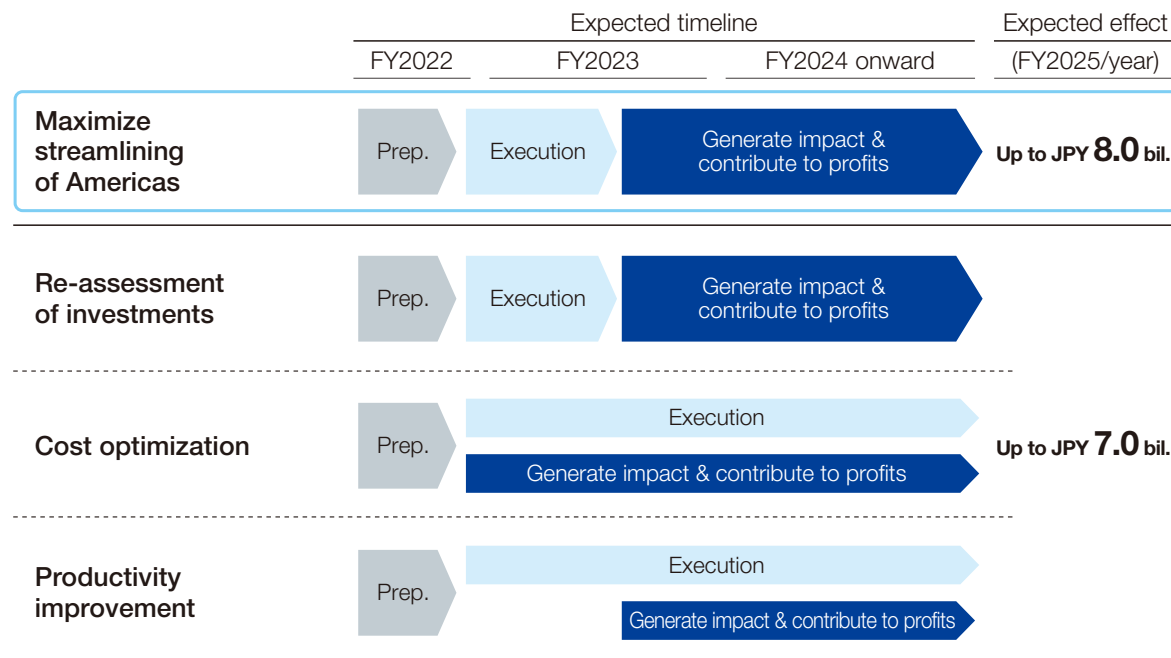 Expected timeline
Expected effect
FY2022
FY2023
FY2024 onward
(FY2025/year)
Maximize
streamlining
of Americas
Prep.
Execution
Generate impact &
contribute to profits
Up to JPY 8.0 bil.
Re-assessment
of investments
Prep.
Execution
Generate impact &
contribute to profits
Cost optimization
Prep.
Execution
Generate impact & contribute to profits
Up to JPY 7.0 bil.
Productivity
improvement
Prep.
Execution
Generate impact & contribute to profits